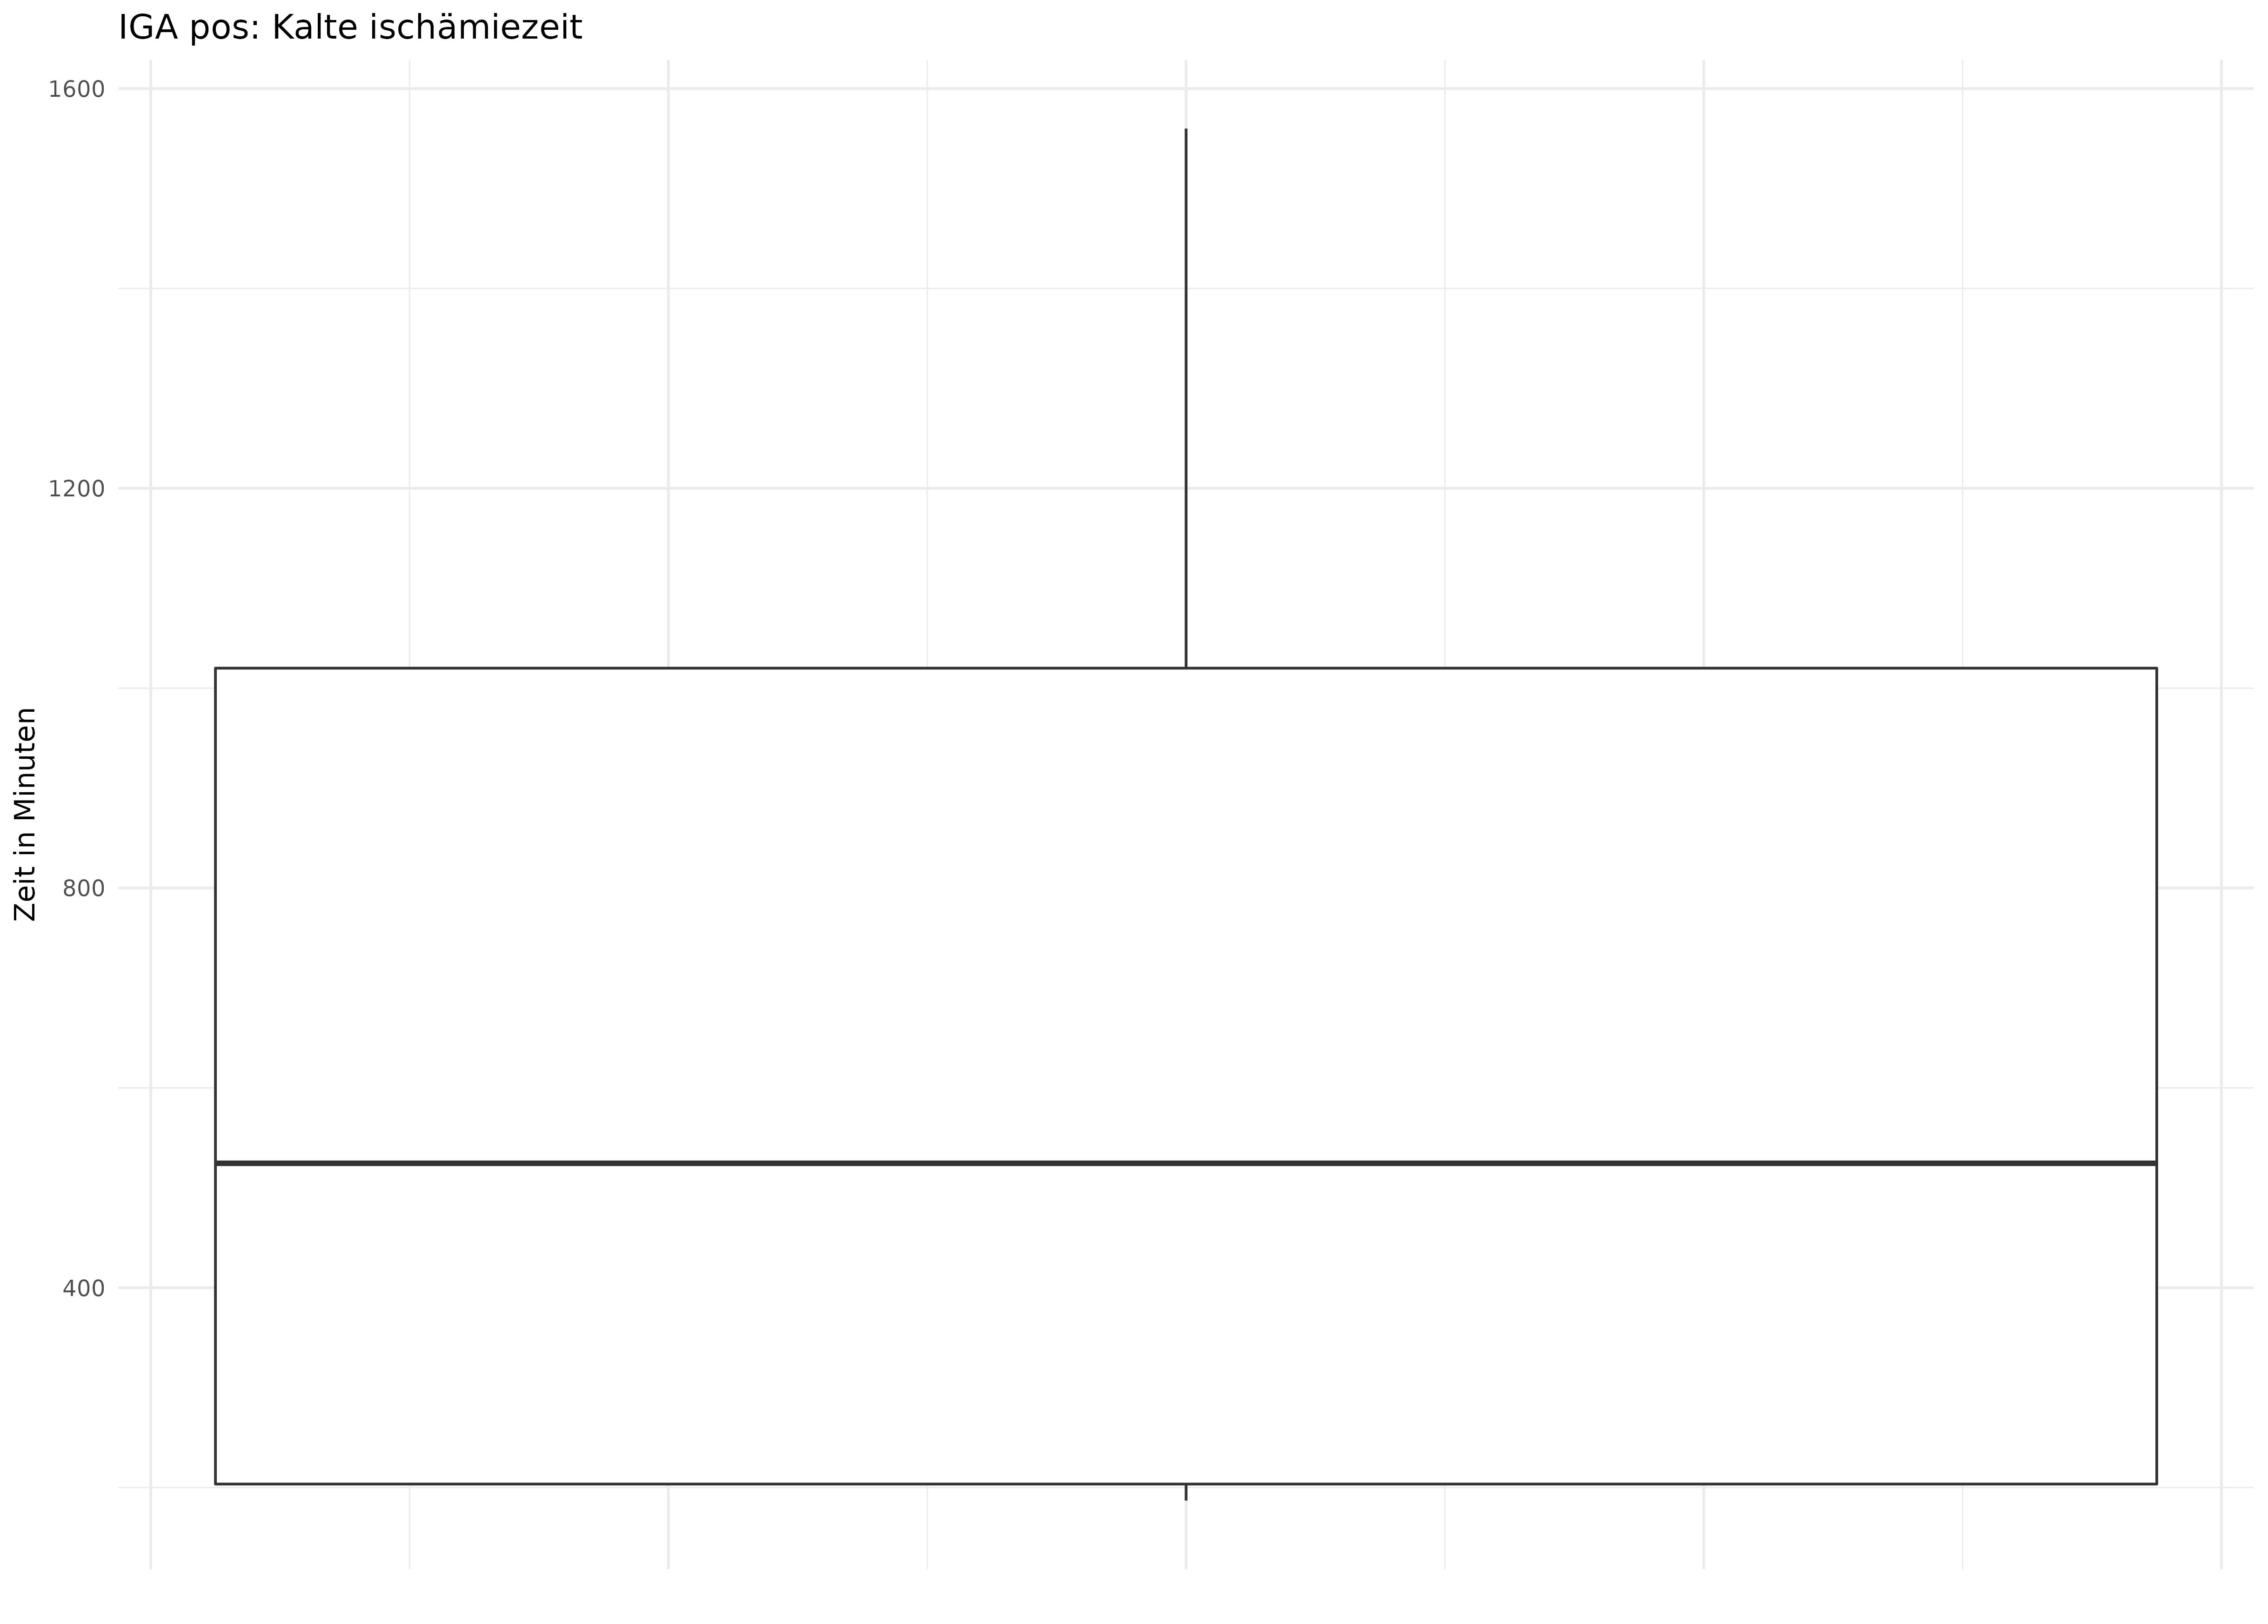 IGA pos: Kalte ischämiezeit
1600
1200
800
400
Zeit in Minuten